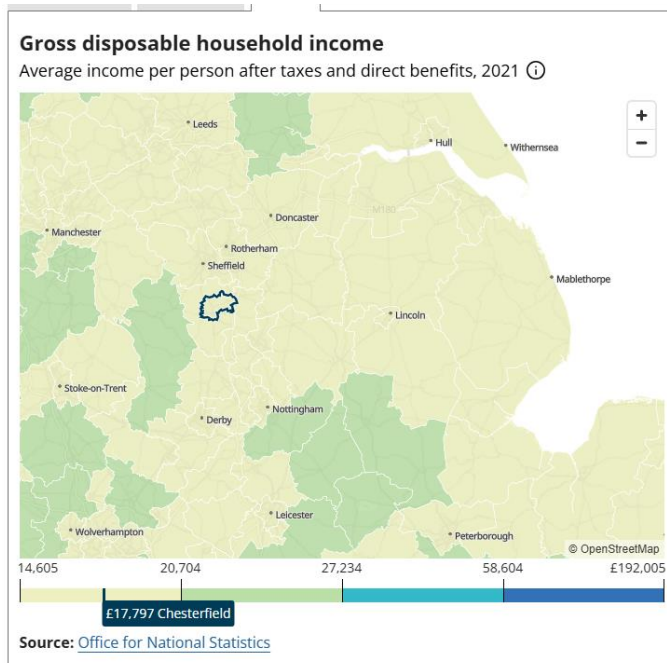 Gross disposable household income
Average income per person after taxes and direct benefits, 2021
Leeds
Hull
Withernsea
Doncaster
M180
Manchester
Rotherham
Sheffield
Mablethorpe
Lincoln
Stoke-on-Trent
Nottingham
Derby
Leicester
Wolverhampton
Peterborough
© OpenStreetMap
14,605 20,704 27,234 58,604 £192,005
£17,797 Chesterfield
Source: Office for National Statistics